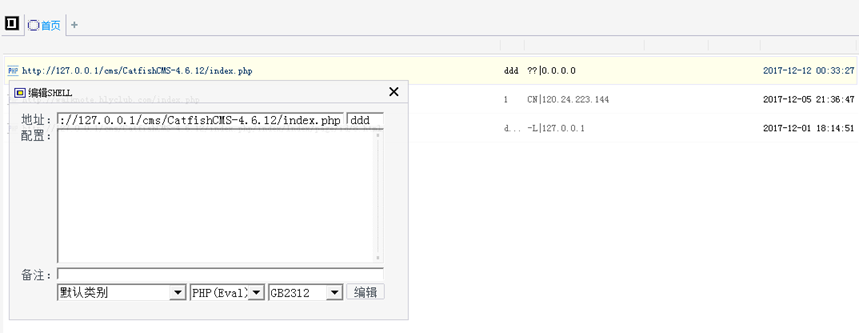 首页 +
PHP http://127.0.0.1/cms/CatfishCMS-4.6.12/index.php ddd ??|0.0.0.0 2017-12-12 00:33:27
编辑SHELL
1 CN|120.24.223.144 2017-12-05 21:36:47
地址: ://127.0.0.1/cms/CatfishCMS-4.6.12/index.php ddd
配置: d... -L|127.0.0.1 2017-12-01 18:14:51
备注:
默认类别 PHP(Eval) GB2312 编辑